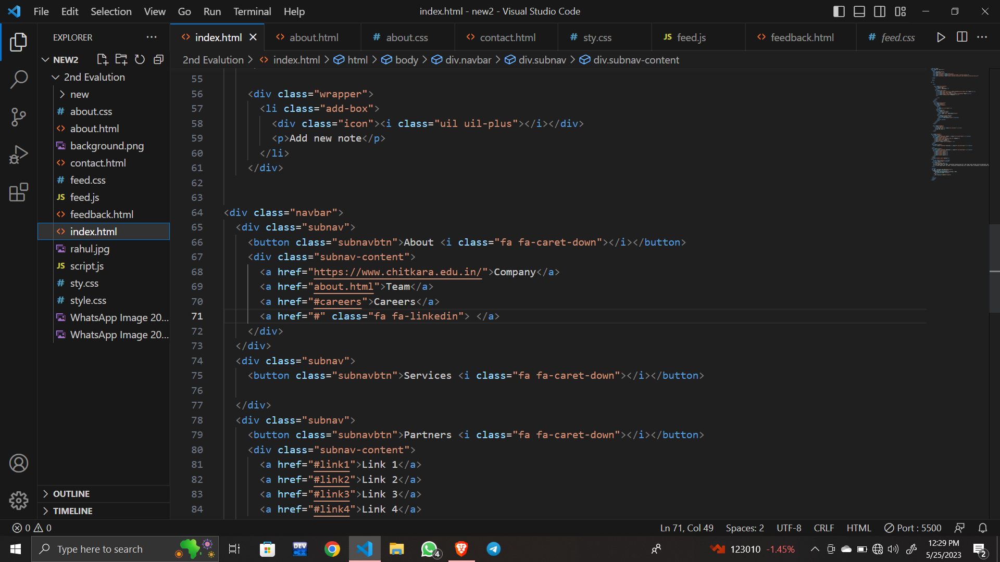 File Edit Selection View Go Run Terminal Help index.html - new2 - Visual Studio Code
EXPLORER
index.html
about.html
about.css
contact.html
sty.css
feed.js
feedback.html
feed.css
NEW2
2nd Evalution > index.html > html > body > div.navbar > div.subnav > div.subnav-content
2nd Evalution
new
about.css
about.html
background.png
contact.html
feed.css
feed.js
feedback.html
index.html
rahul.jpg
script.js
sty.css
style.css
WhatsApp Image 20...
WhatsApp Image 20...
OUTLINE
TIMELINE
55
56 <div class="wrapper">
57 <li class="add-box">
58 <div class="icon"><i class="uil uil-plus"></i></div>
59 <p>Add new note</p>
60 </li>
61 </div>
62
63
64 <div class="navbar">
65 <div class="subnav">
66 <button class="subnavbtn">About <i class="fa fa-caret-down"></i></button>
67 <div class="subnav-content">
68 <a href="https://www.chitkara.edu.in/">Company</a>
69 <a href="about.html">Team</a>
70 <a href="#careers">Careers</a>
71 <a href="#" class="fa fa-linkedin"> </a>
72 </div>
73 </div>
74 <div class="subnav">
75 <button class="subnavbtn">Services <i class="fa fa-caret-down"></i></button>
76
77 </div>
78 <div class="subnav">
79 <button class="subnavbtn">Partners <i class="fa fa-caret-down"></i></button>
80 <div class="subnav-content">
81 <a href="#link1">Link 1</a>
82 <a href="#link2">Link 2</a>
83 <a href="#link3">Link 3</a>
84 <a href="#link4">Link 4</a>
0 0 Ln 71, Col 49 Spaces: 2 UTF-8 CRLF HTML Port : 5500
Type here to search
DEV C++
4
123010 -1.45%
12:29 PM
5/25/2023
2